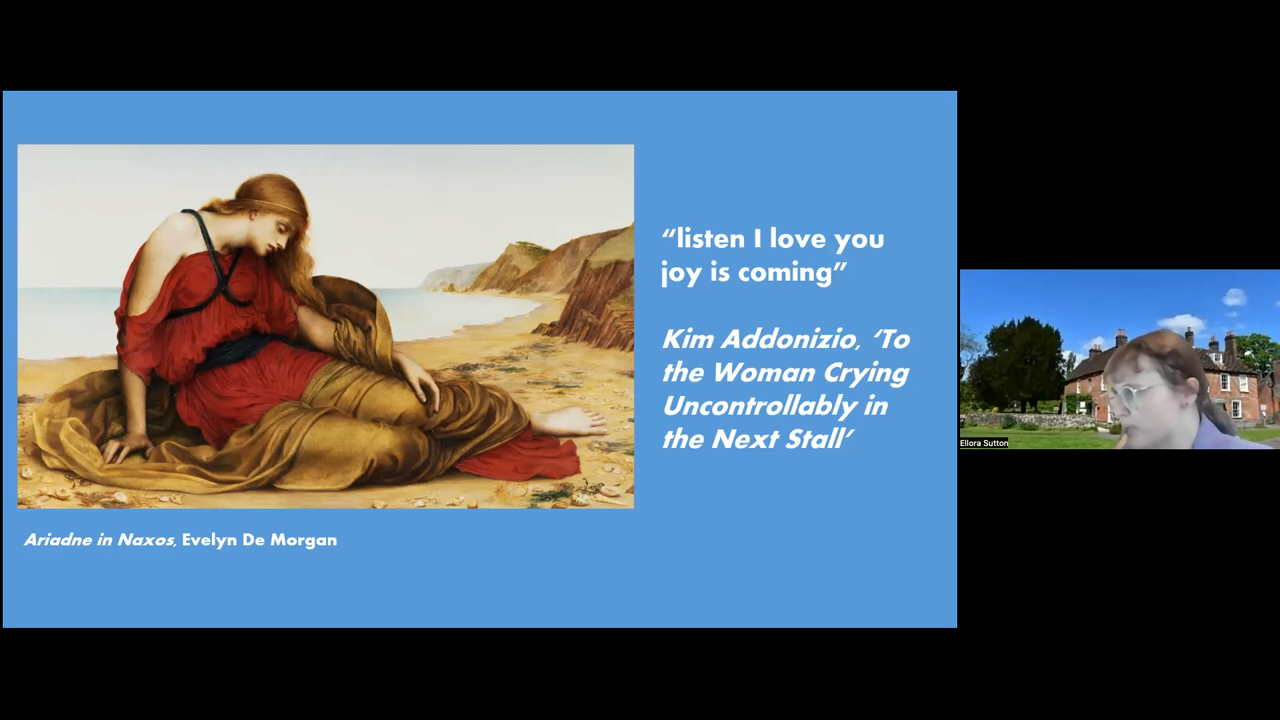 “listen I love you
joy is coming”
Kim Addonizio, ‘To
the Woman Crying
Uncontrollably in
the Next Stall’
Ariadne in Naxos, Evelyn De Morgan
Ellora Sutton